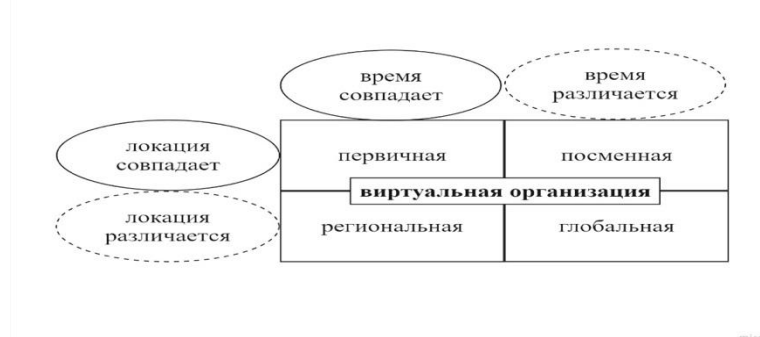 время
совпадает
время
различается
локация
совпадает
первичная
посменная
виртуальная организация
локация
различается
региональная
глобальная